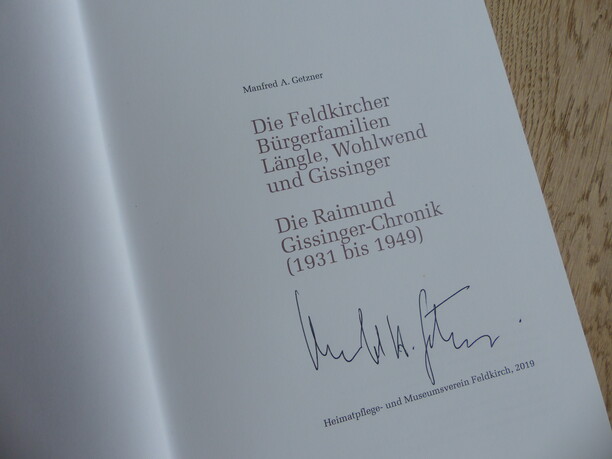 Manfred A. Getzner
Die Feldkircher
Bürgerfamilien
Längle, Wohlwend
und Gissinger
Die Raimund
Gissinger-Chronik
(1931 bis 1949)
Heimatpflege- und Museumsverein Feldkirch, 2019